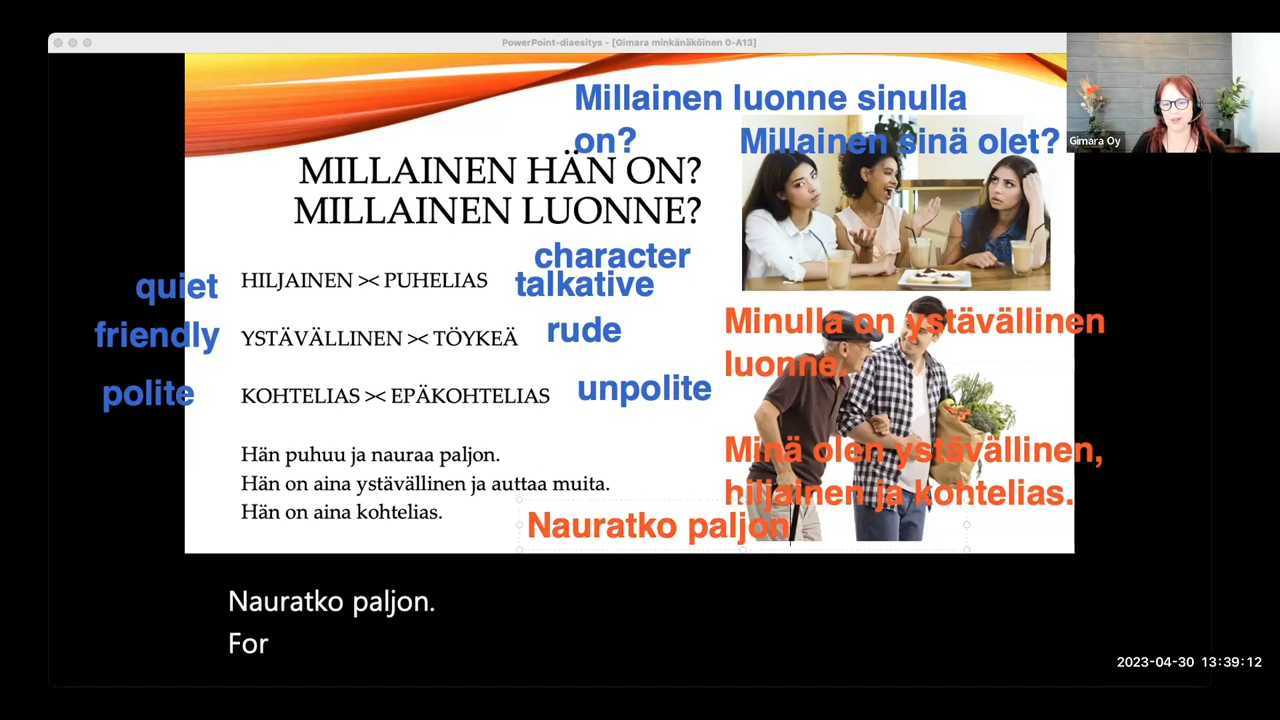 PowerPoint-diaesitys - [Gimara minkänäköinen 0-A13]
Millainen luonne sinulla
on?
Millainen sinä olet?
Gimara Oy
MILLAINEN HÄN ON?
MILLAINEN LUONNE?
character
quiet HILJAINEN >< PUHELIAS talkative
friendly YSTÄVÄLLINEN >< TÖYKEÄ rude
polite KOHTELIAS >< EPÄKOHTELIAS unpolite
Minulla on ystävällinen
luonne.
Minä olen ystävällinen,
hiljainen ja kohtelias.
Hän puhuu ja nauraa paljon.
Hän on aina ystävällinen ja auttaa muita.
Hän on aina kohtelias.
Nauratko paljon
Nauratko paljon.
For
2023-04-30 13:39:12